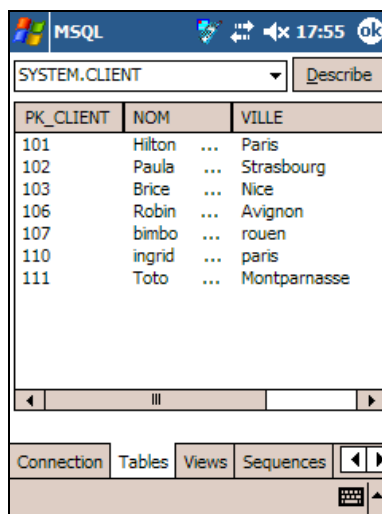 MSQL 17:55 ok
SYSTEM.CLIENT Describe
PK_CLIENT NOM VILLE
101 Hilton ... Paris
102 Paula ... Strasbourg
103 Brice ... Nice
106 Robin ... Avignon
107 bimbo ... rouen
110 ingrid ... paris
111 Toto ... Montparnasse
Connection Tables Views Sequences